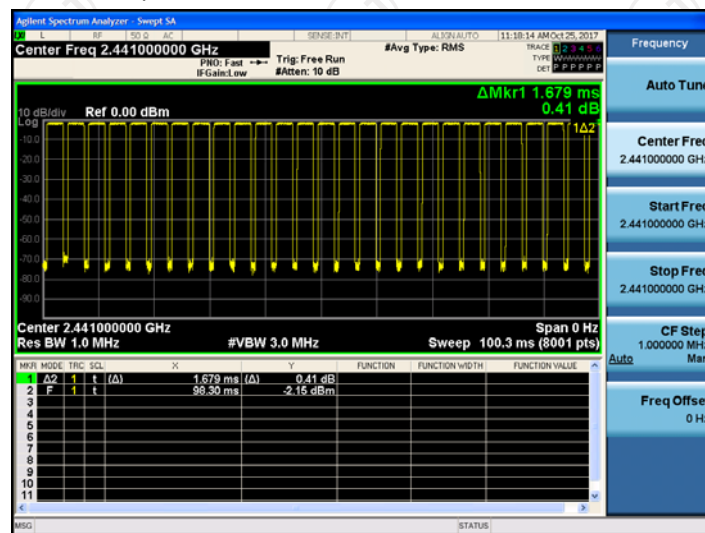 Agilent Spectrum Analyzer - Swept SA
L RF 50 Ω AC SENSE:INT ALIGN AUTO 11:18:14 AM Oct 25, 2017
Center Freq 2.441000000 GHz
PNO: Fast
IFGain:Low
Trig: Free Run
#Atten: 10 dB
#Avg Type: RMS
TRACE 1 2 3 4 5 6
TYPE
DET P P P P P P
ΔMkr1 1.679 ms
0.41 dB
10 dB/div Ref 0.00 dBm
Log
1Δ2
-10.0
-20.0
-30.0
-40.0
-50.0
-60.0
-70.0
-80.0
-90.0
Center 2.441000000 GHz Span 0 Hz
Res BW 1.0 MHz #VBW 3.0 MHz Sweep 100.3 ms (8001 pts)
MKR MODE TRC SCL X Y FUNCTION FUNCTION WIDTH FUNCTION VALUE
1 Δ2 1 t (Δ) 1.679 ms (Δ) 0.41 dB
2 F 1 t 98.30 ms -2.15 dBm
3
4
5
6
7
8
9
10
11
MSG STATUS
Frequency
Auto Tune
Center Freq
2.441000000 GHz
Start Freq
2.441000000 GHz
Stop Freq
2.441000000 GHz
CF Step
1.000000 MHz
Auto Man
Freq Offset
0 Hz